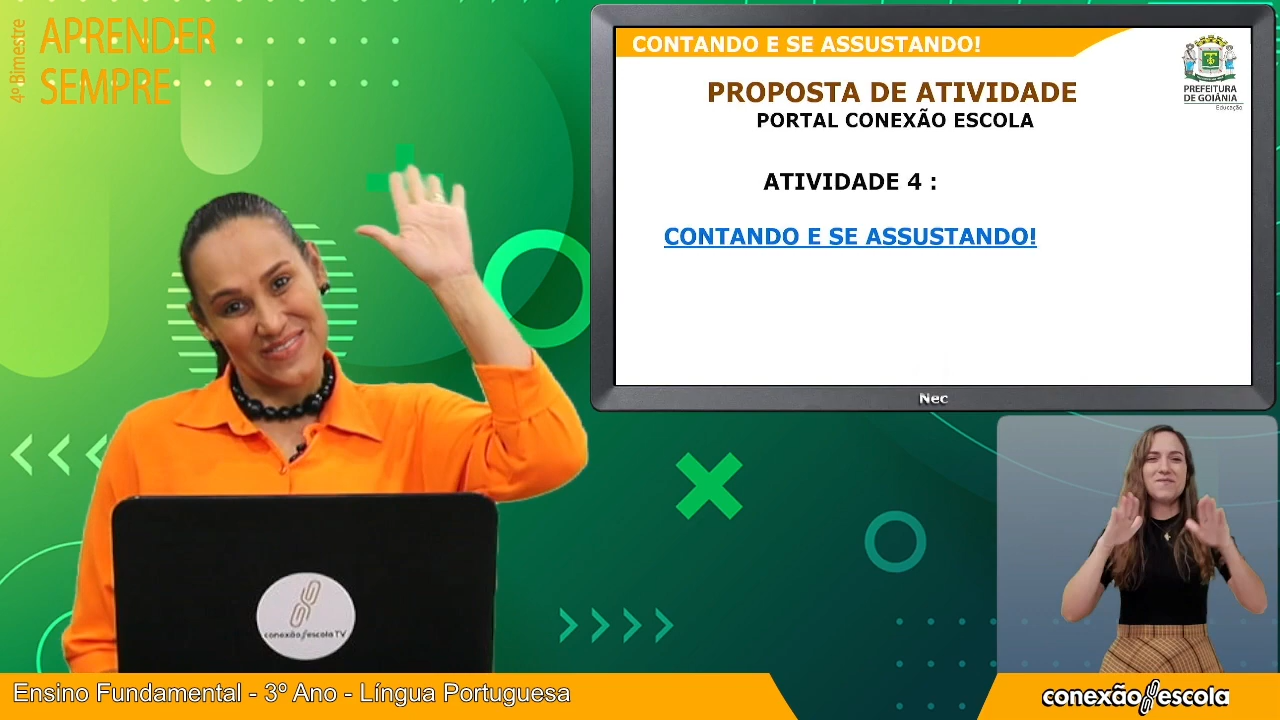 4º Bimestre
APRENDER
SEMPRE
CONTANDO E SE ASSUSTANDO!
PREFEITURA
DE GOIÂNIA
Educação
PROPOSTA DE ATIVIDADE
PORTAL CONEXÃO ESCOLA
ATIVIDADE 4 :
CONTANDO E SE ASSUSTANDO!
Nec
conexão escola TV
Ensino Fundamental - 3º Ano - Língua Portuguesa
conexão escola